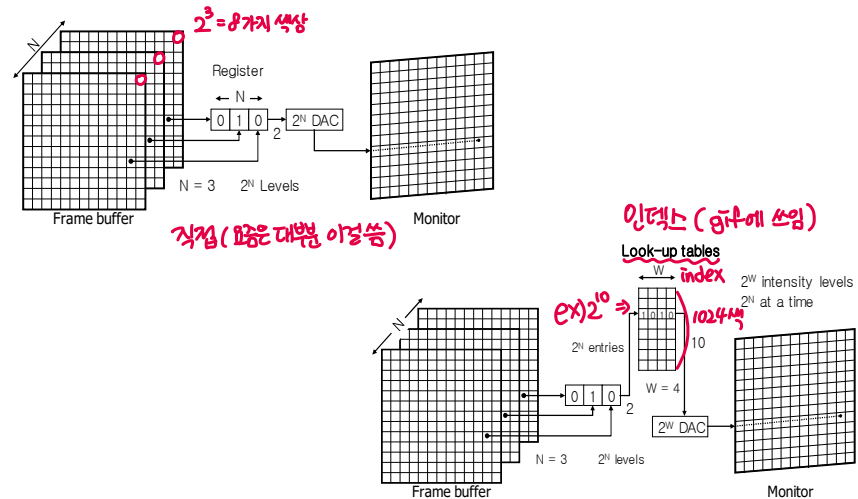 2³=8가지 색상
N
Register
N
0 1 0
2
2ᴺ DAC
N = 3 2ᴺ Levels
Frame buffer
Monitor
직접(요즘은 대부분 이걸 씀)
인덱스 (gif에 쓰임)
Look-up tables
W
index
2ᵂ intensity levels
2ᴺ at a time
ex) 2¹⁰ ⇒
1 0 1 0
1024색
10
N
2ᴺ entries
W = 4
0 1 0
2
2ᵂ DAC
N = 3 2ᴺ levels
Frame buffer
Monitor